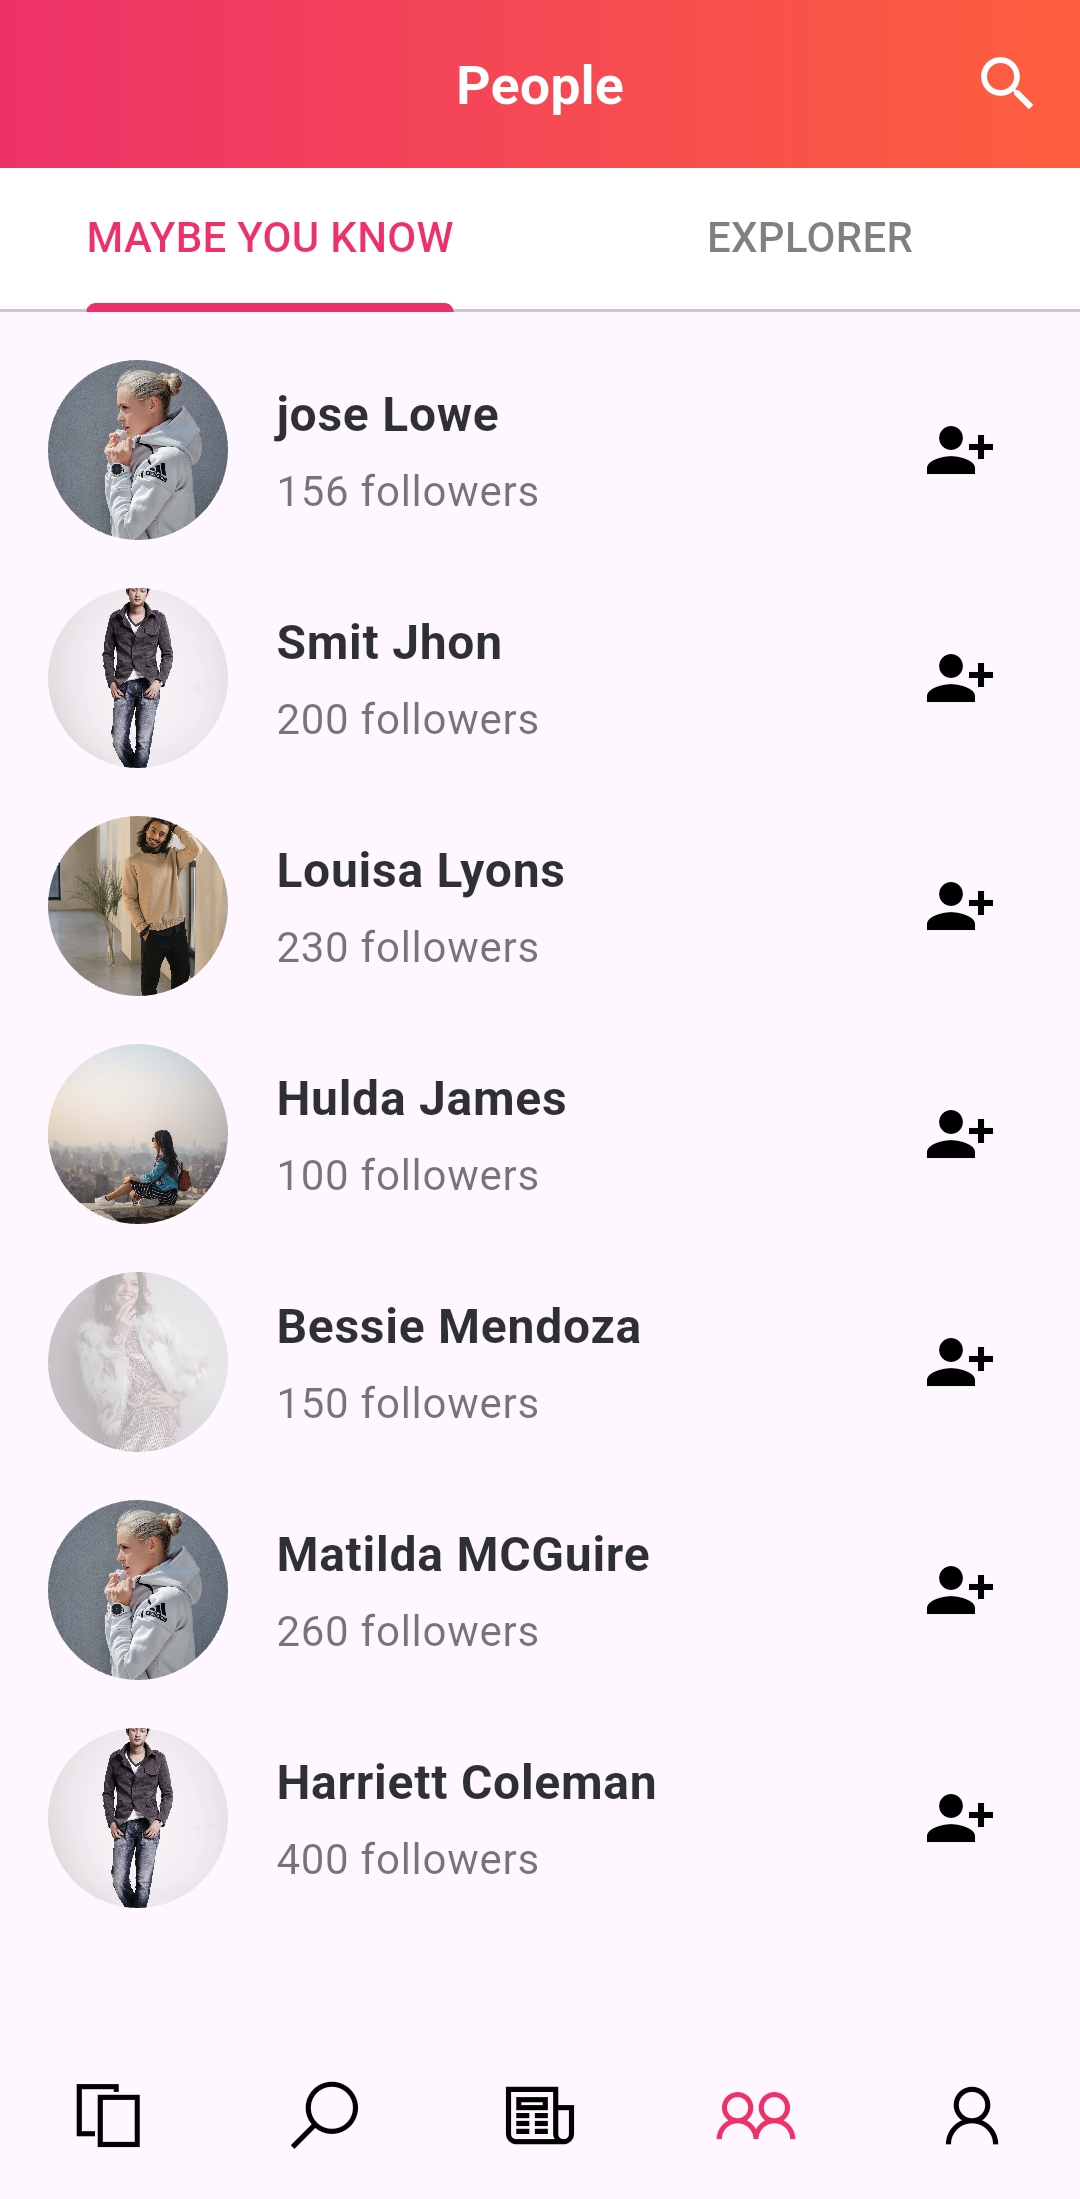 People
MAYBE YOU KNOW
EXPLORER
jose Lowe
156 followers
Smit Jhon
200 followers
Louisa Lyons
230 followers
Hulda James
100 followers
Bessie Mendoza
150 followers
Matilda MCGuire
260 followers
Harriett Coleman
400 followers